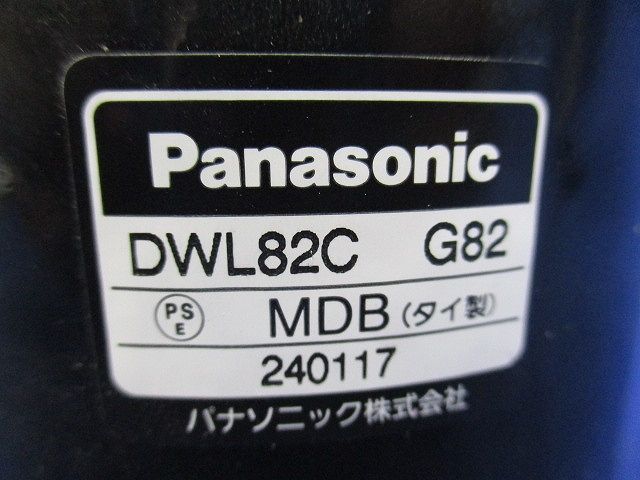 Panasonic
DWL82C G82
PS E MDB (タイ製)
240117
パナソニック株式会社